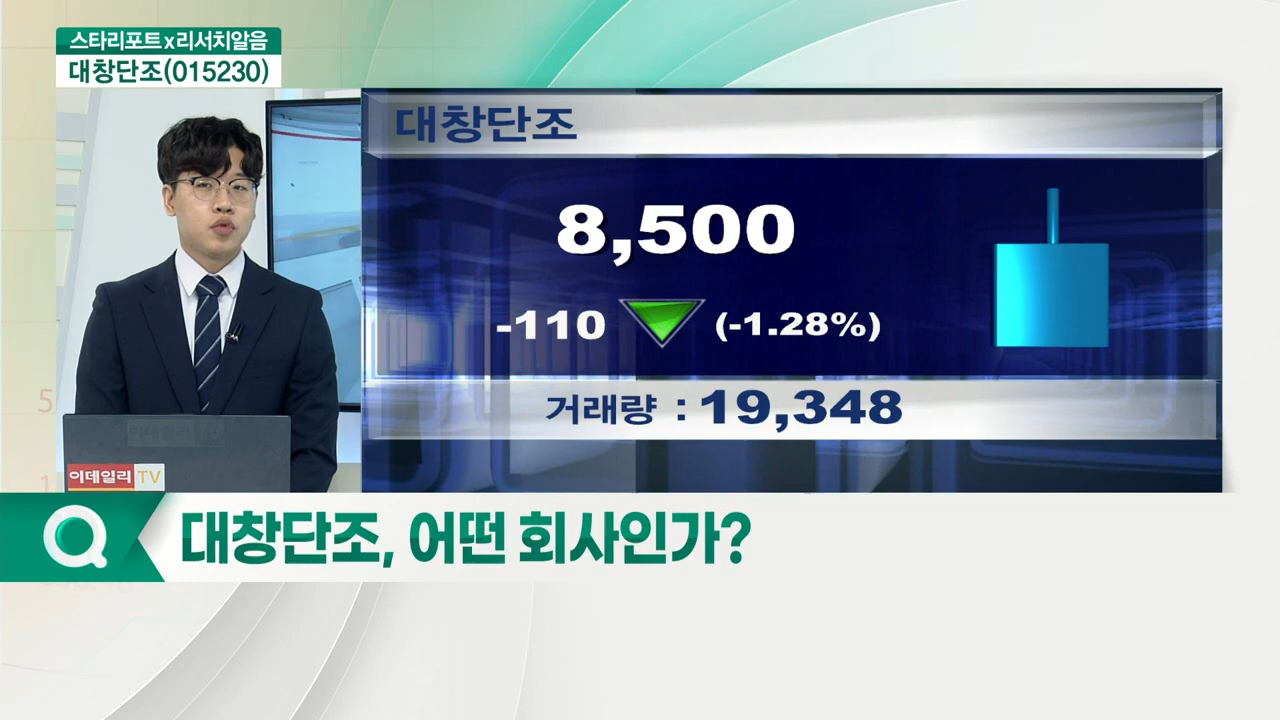 스타리포트x리서치알음
대창단조(015230)
대창단조
8,500
-110 (-1.28%)
거래량 : 19,348
이데일리TV
대창단조, 어떤 회사인가?